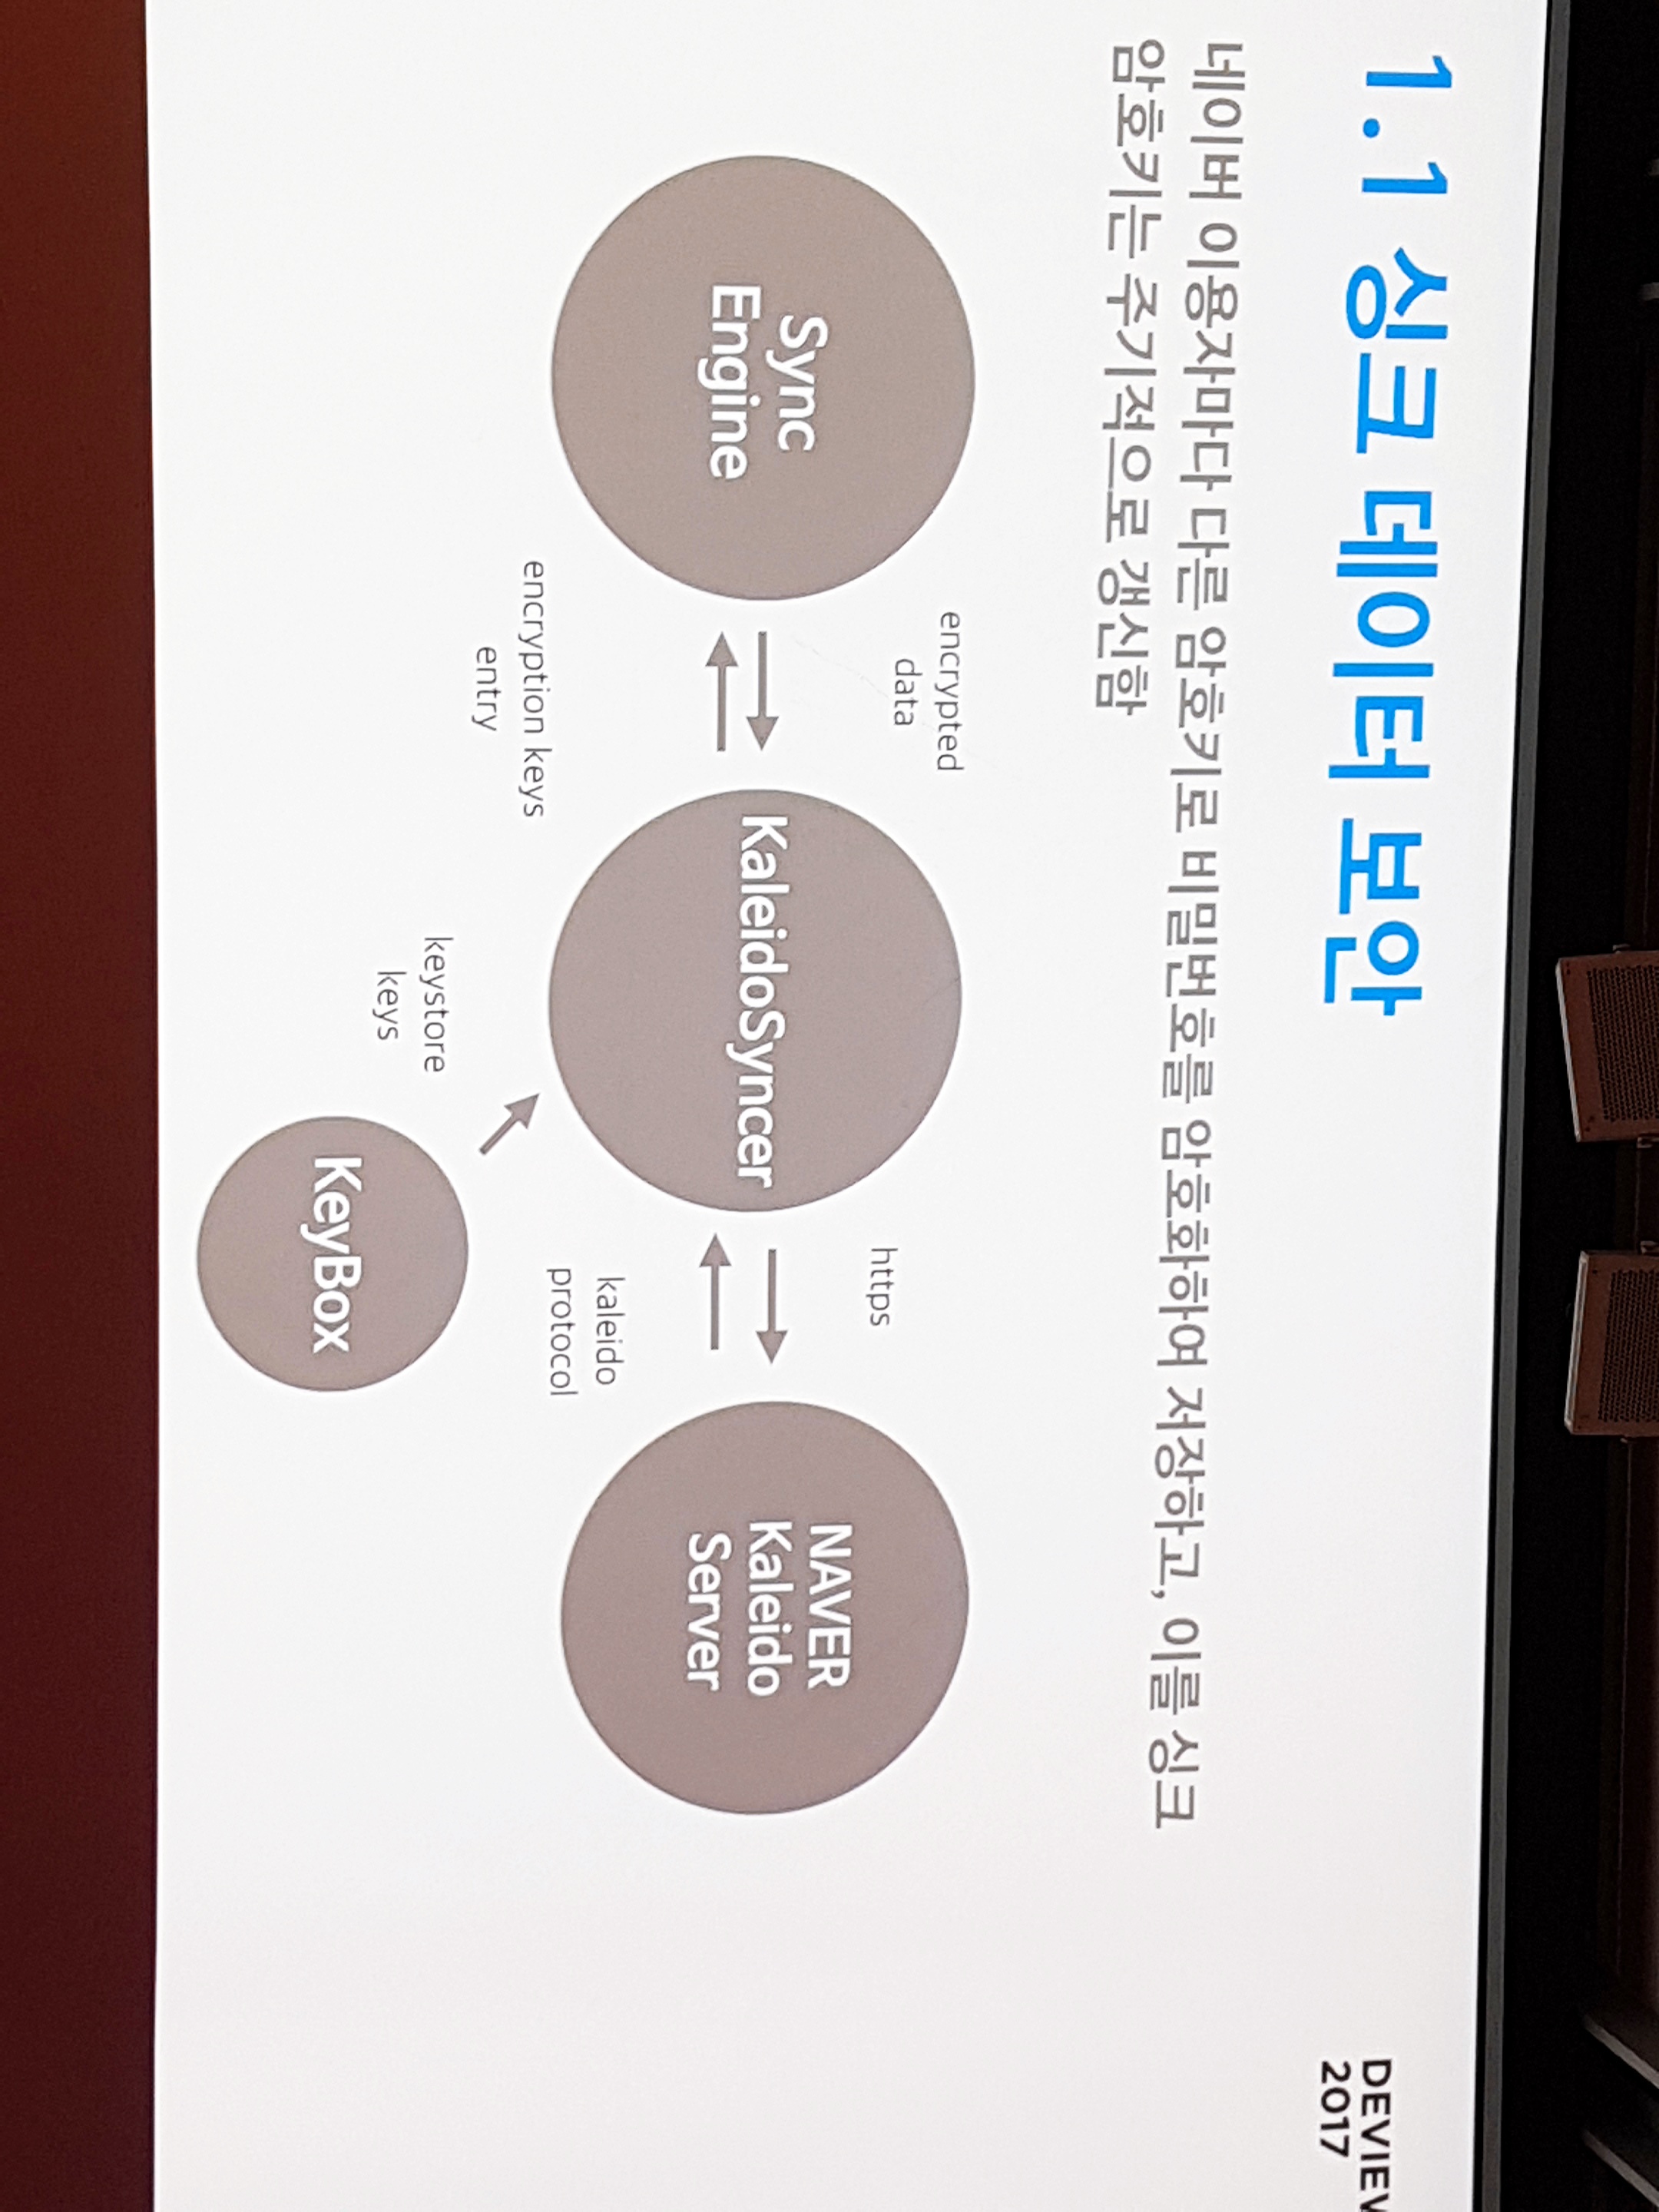 1.1 싱크 데이터 보안
DEVIEW
2017
네이버 이용자마다 다른 암호키로 비밀번호를 암호화하여 저장하고, 이를 싱크
암호키는 주기적으로 갱신함
encrypted
data
https
Sync
Engine
KaleidoSyncer
NAVER
Kaleido
Server
encryption keys
entry
kaleido
protocol
keystore
keys
KeyBox